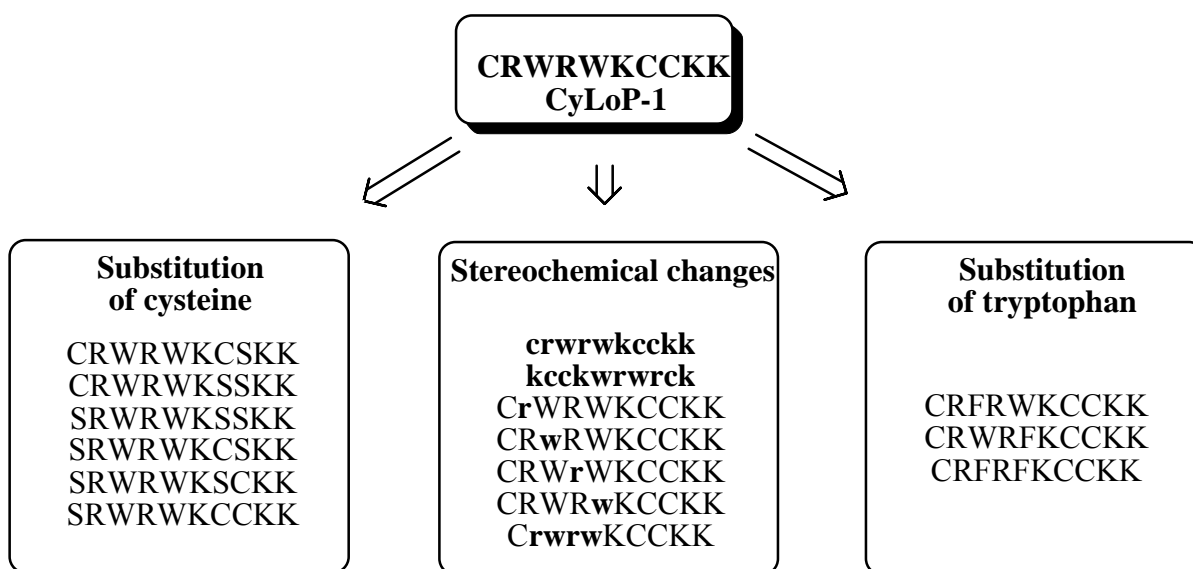 CRWRWKCCKK
CyLoP-1
Substitution
of cysteine
CRWRWKCSKK
CRWRWKSSKK
SRWRWKSSKK
SRWRWKCSKK
SRWRWKSCKK
SRWRWKCCKK
Stereochemical changes
crwrwkcckk
kcckwrwrck
CrWRWKCCKK
CRwRWKCCKK
CRWrWKCCKK
CRWRwKCCKK
CrwrwKCCKK
Substitution
of tryptophan
CRFRWKCCKK
CRWRFKCCKK
CRFRFKCCKK